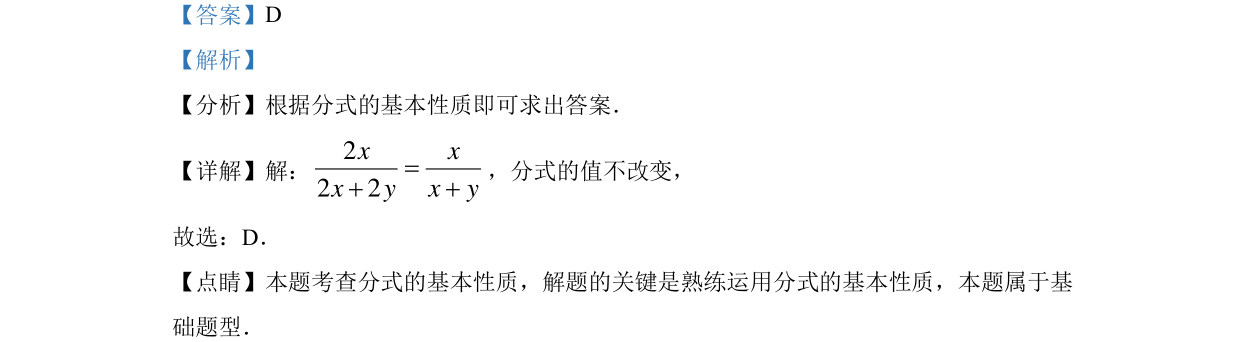 【答案】D
【解析】
【分析】根据分式的基本性质即可求出答案．
【详解】解：$\frac{2x}{2x+2y}=\frac{x}{x+y}$，分式的值不改变，
故选：D．
【点睛】本题考查分式的基本性质，解题的关键是熟练运用分式的基本性质，本题属于基
础题型．